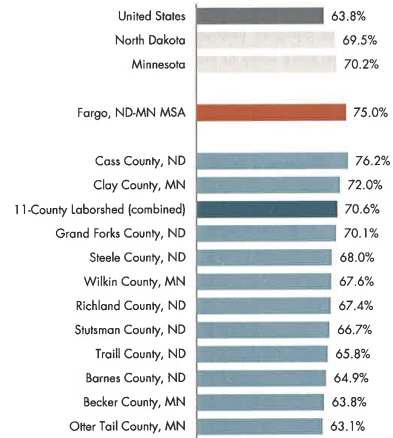 United States 63.8%
North Dakota 69.5%
Minnesota 70.2%
Fargo, ND-MN MSA 75.0%
Cass County, ND 76.2%
Clay County, MN 72.0%
11-County Laborshed (combined) 70.6%
Grand Forks County, ND 70.1%
Steele County, ND 68.0%
Wilkin County, MN 67.6%
Richland County, ND 67.4%
Stutsman County, ND 66.7%
Traill County, ND 65.8%
Barnes County, ND 64.9%
Becker County, MN 63.8%
Otter Tail County, MN 63.1%